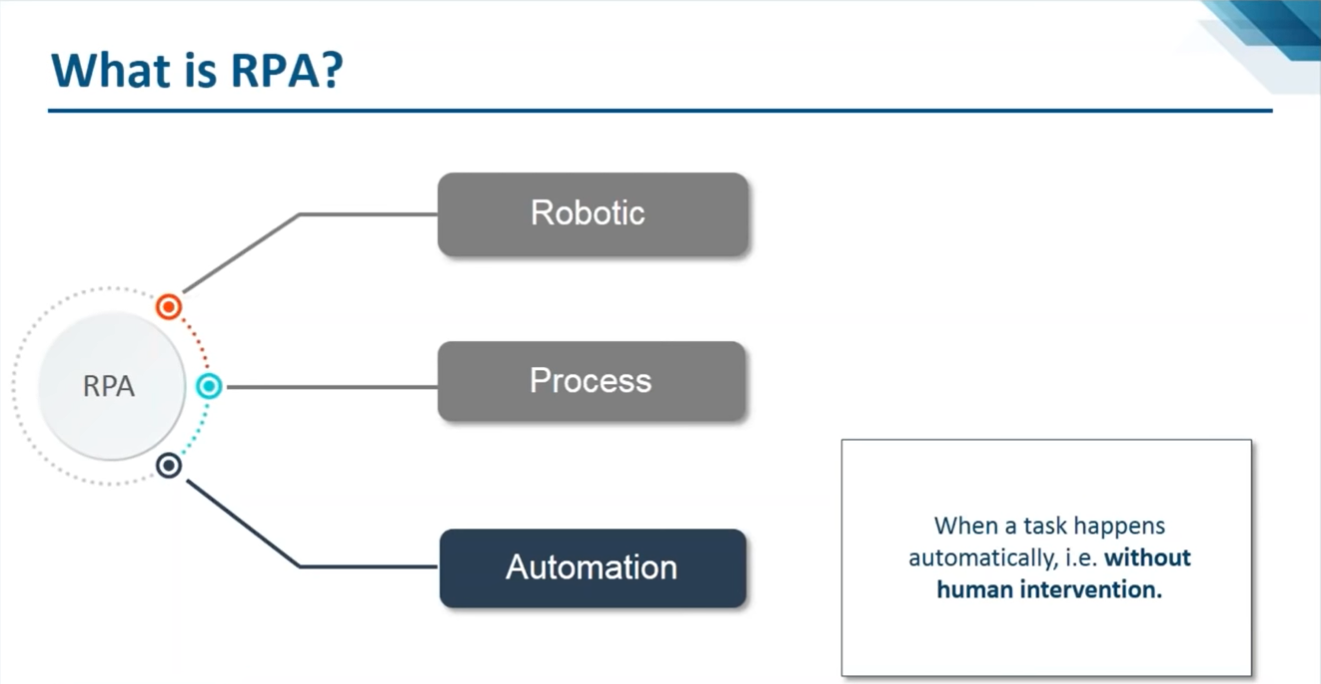 What is RPA?
Robotic
RPA
Process
Automation
When a task happens
automatically, i.e. without
human intervention.